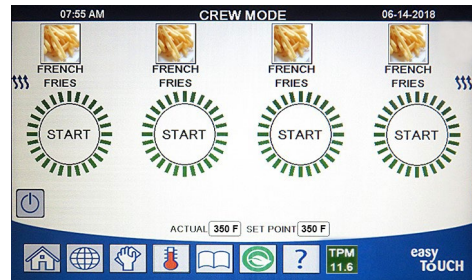 07:55 AM CREW MODE 06-14-2018
FRENCH FRENCH FRENCH FRENCH
FRIES FRIES FRIES FRIES
START START START START
ACTUAL 350 F SET POINT 350 F
? TPM easy
11.6 TOUCH